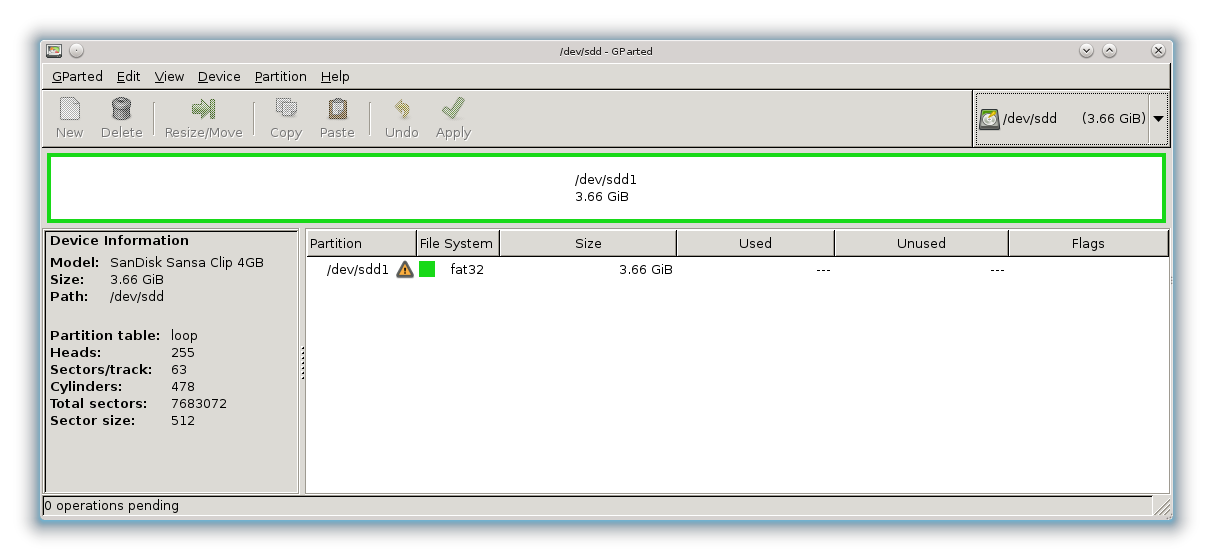 /dev/sdd - GParted
GParted Edit View Device Partition Help
New Delete Resize/Move Copy Paste Undo Apply
/dev/sdd (3.66 GiB)
/dev/sdd1
3.66 GiB
Device Information
Model: SanDisk Sansa Clip 4GB
Size: 3.66 GiB
Path: /dev/sdd
Partition table: loop
Heads: 255
Sectors/track: 63
Cylinders: 478
Total sectors: 7683072
Sector size: 512
Partition File System Size Used Unused Flags
/dev/sdd1 fat32 3.66 GiB --- ---
0 operations pending